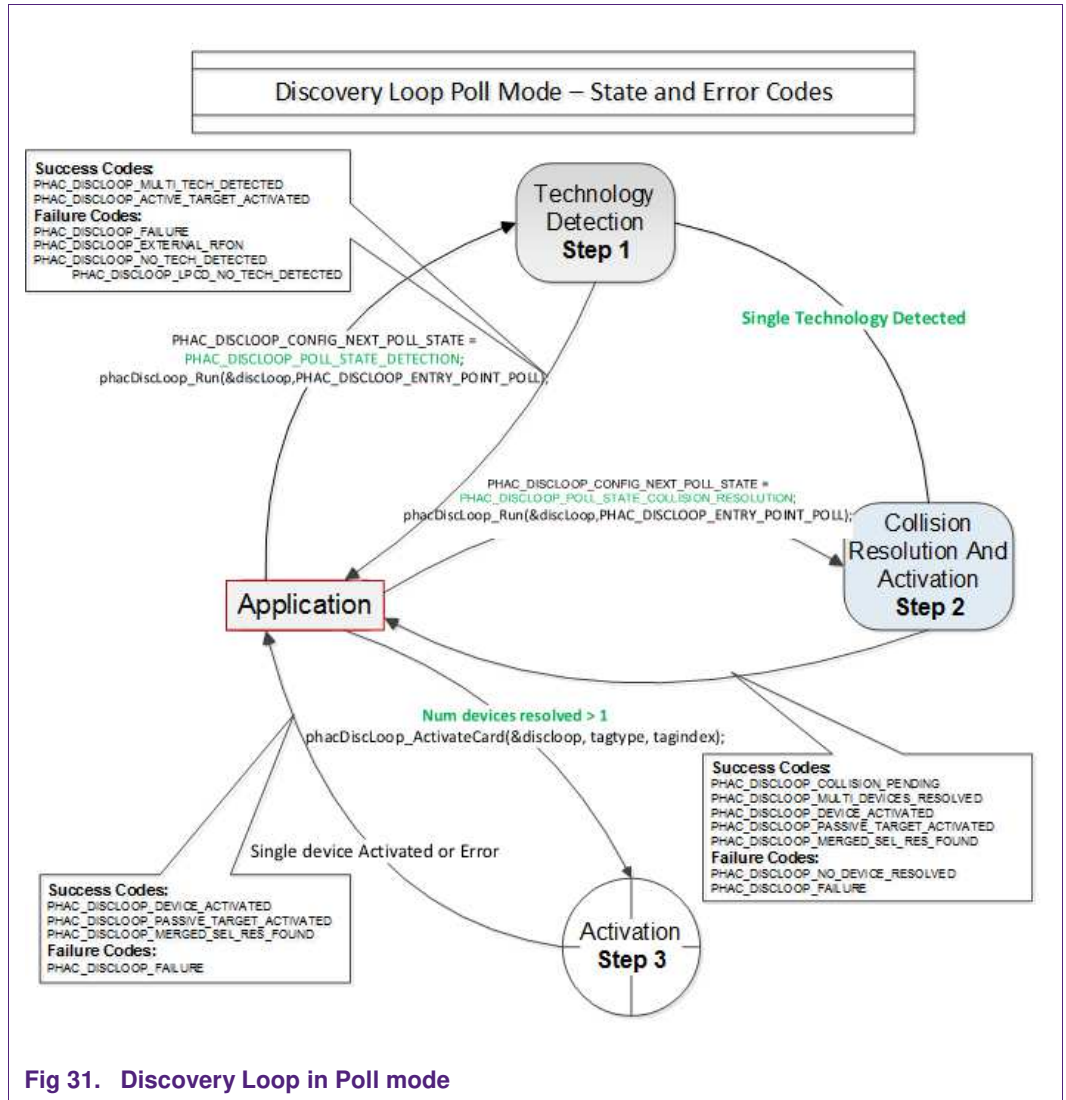 Discovery Loop Poll Mode – State and Error Codes
Success Codes:
PHAC_DISCLOOP_MULTI_TECH_DETECTED
PHAC_DISCLOOP_ACTIVE_TARGET_ACTIVATED
Failure Codes:
PHAC_DISCLOOP_FAILURE
PHAC_DISCLOOP_EXTERNAL_RFON
PHAC_DISCLOOP_NO_TECH_DETECTED
PHAC_DISCLOOP_LPCD_NO_TECH_DETECTED
Technology
Detection
Step 1
Single Technology Detected
PHAC_DISCLOOP_CONFIG_NEXT_POLL_STATE =
PHAC_DISCLOOP_POLL_STATE_DETECTION;
phacDiscLoop_Run(&discLoop,PHAC_DISCLOOP_ENTRY_POINT_POLL);
PHAC_DISCLOOP_CONFIG_NEXT_POLL_STATE =
PHAC_DISCLOOP_POLL_STATE_COLLISION_RESOLUTION;
phacDiscLoop_Run(&discLoop,PHAC_DISCLOOP_ENTRY_POINT_POLL);
Collision
Resolution And
Activation
Step 2
Application
Num devices resolved > 1
phacDiscLoop_ActivateCard(&discloop, tagtype, tagindex);
Success Codes:
PHAC_DISCLOOP_COLLISION_PENDING
PHAC_DISCLOOP_MULTI_DEVICES_RESOLVED
PHAC_DISCLOOP_DEVICE_ACTIVATED
PHAC_DISCLOOP_PASSIVE_TARGET_ACTIVATED
PHAC_DISCLOOP_MERGED_SEL_RES_FOUND
Failure Codes:
PHAC_DISCLOOP_NO_DEVICE_RESOLVED
PHAC_DISCLOOP_FAILURE
Single device Activated or Error
Success Codes:
PHAC_DISCLOOP_DEVICE_ACTIVATED
PHAC_DISCLOOP_PASSIVE_TARGET_ACTIVATED
PHAC_DISCLOOP_MERGED_SEL_RES_FOUND
Failure Codes:
PHAC_DISCLOOP_FAILURE
Activation
Step 3
Fig 31. Discovery Loop in Poll mode